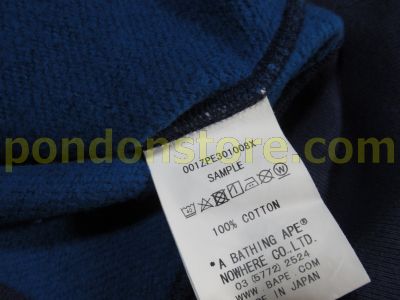 pondonstore.com
001ZPE301008X
SAMPLE
100% COTTON
• A BATHING APE®
NOWHERE CO.LTD.
03 (5772) 2524
WWW.BAPE.COM
IN JAPAN